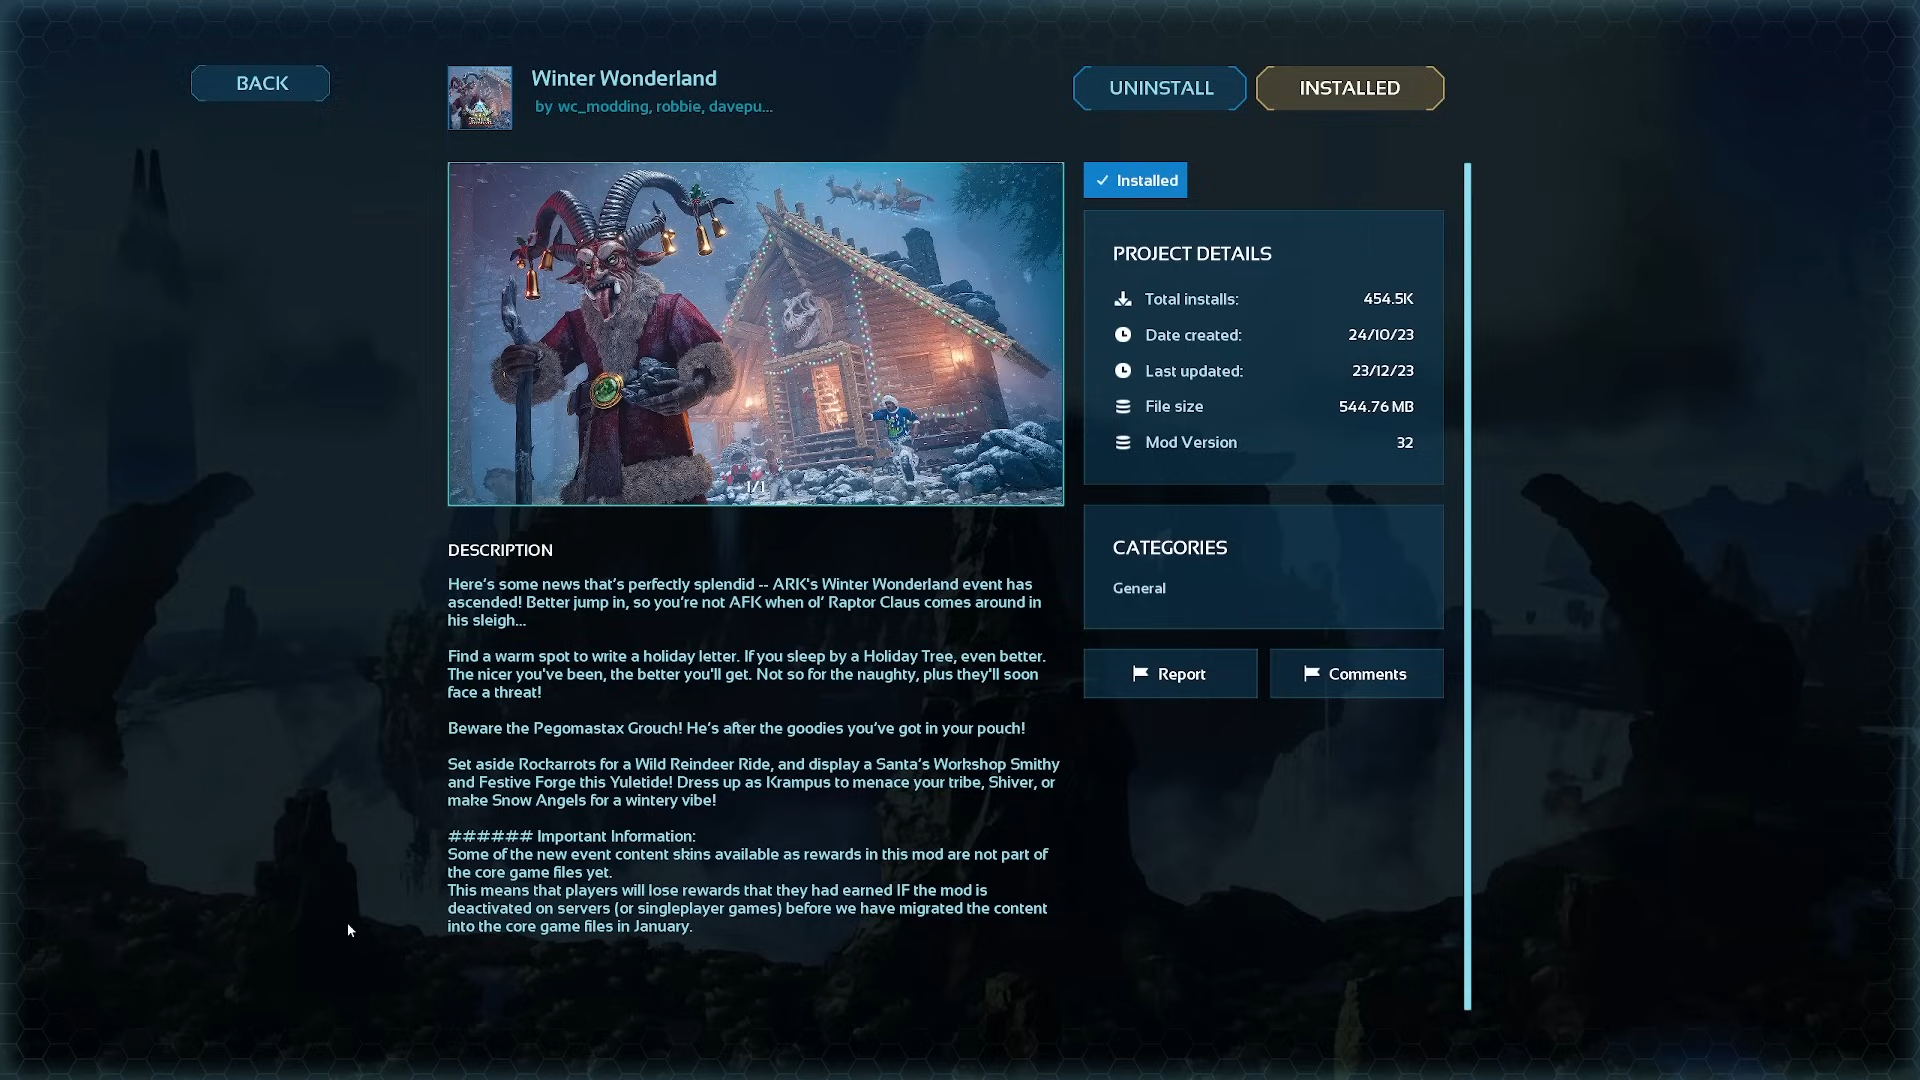 BACK
Winter Wonderland
by wc_modding, robbie, davepu...
UNINSTALL
INSTALLED
1/1
Installed
PROJECT DETAILS
Total installs: 454.5K
Date created: 24/10/23
Last updated: 23/12/23
File size 544.76 MB
Mod Version 32
CATEGORIES
General
Report
Comments
DESCRIPTION
Here's some news that's perfectly splendid -- ARK's Winter Wonderland event has
ascended! Better jump in, so you're not AFK when ol' Raptor Claus comes around in
his sleigh...
Find a warm spot to write a holiday letter. If you sleep by a Holiday Tree, even better.
The nicer you've been, the better you'll get. Not so for the naughty, plus they'll soon
face a threat!
Beware the Pegomastax Grouch! He's after the goodies you've got in your pouch!
Set aside Rockarrots for a Wild Reindeer Ride, and display a Santa's Workshop Smithy
and Festive Forge this Yuletide! Dress up as Krampus to menace your tribe, Shiver, or
make Snow Angels for a wintery vibe!
###### Important Information:
Some of the new event content skins available as rewards in this mod are not part of
the core game files yet.
This means that players will lose rewards that they had earned IF the mod is
deactivated on servers (or singleplayer games) before we have migrated the content
into the core game files in January.